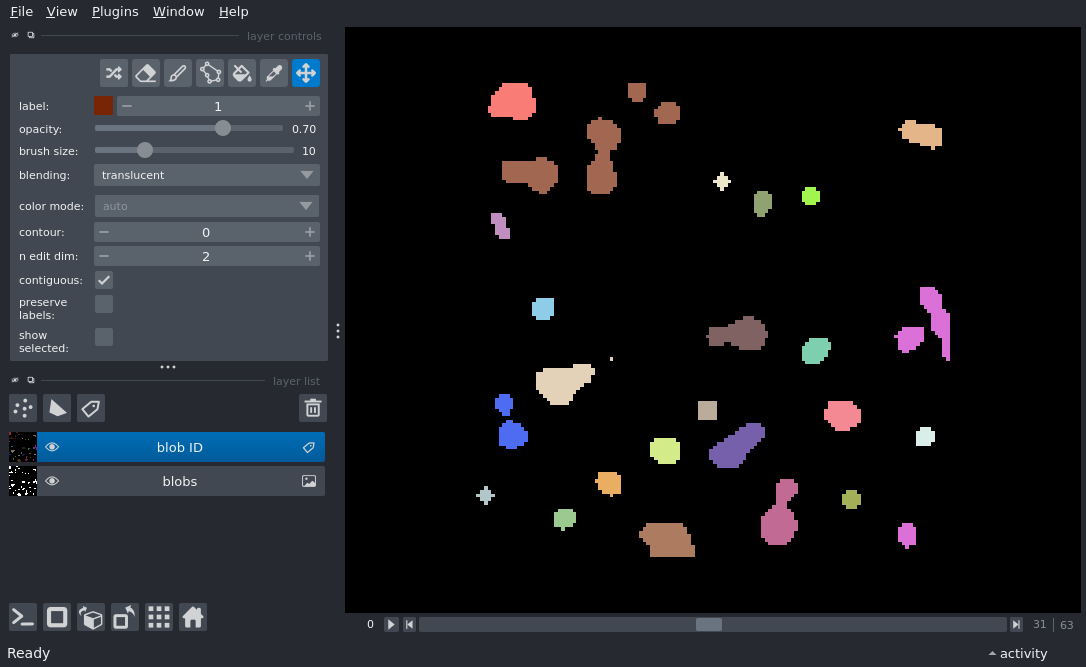 File View Plugins Window Help
layer controls
label: 1
opacity: 0.70
brush size: 10
blending: translucent
color mode: auto
contour: 0
n edit dim: 2
contiguous:
preserve
labels:
show
selected:
layer list
blob ID
blobs
0 31 | 63
Ready activity